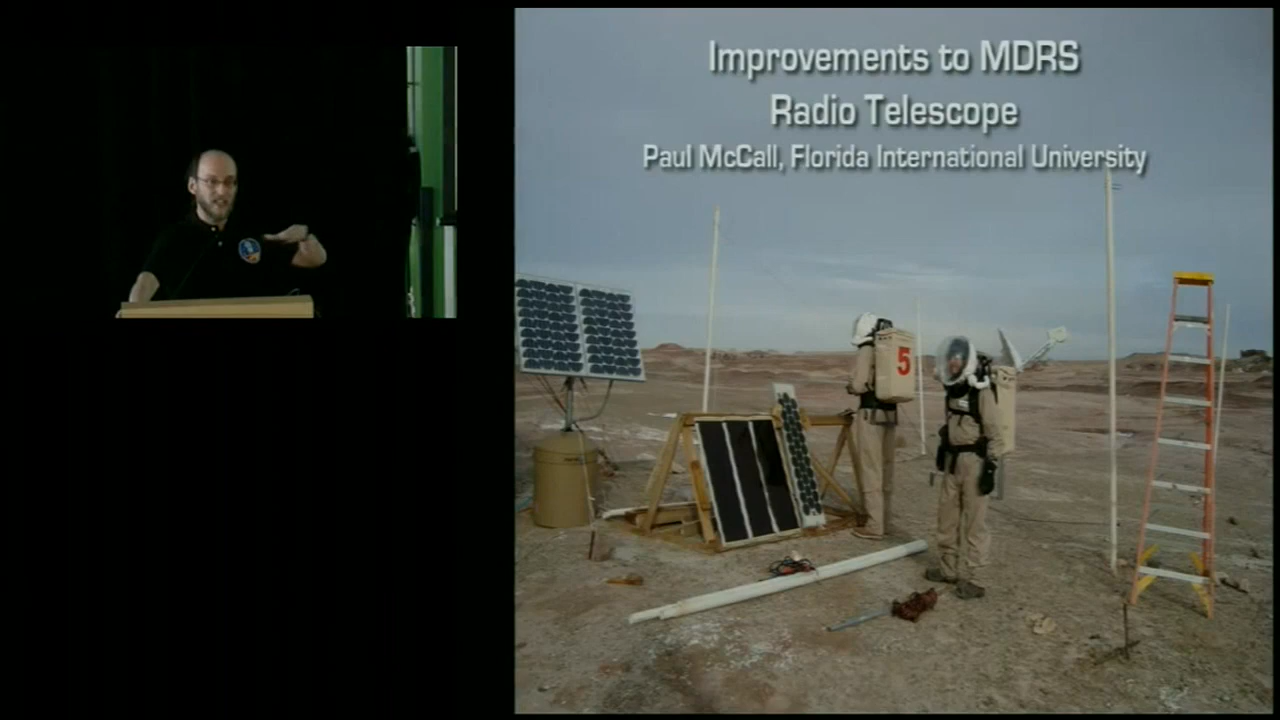 Improvements to MDRS
Radio Telescope
Paul McCall, Florida International University
5